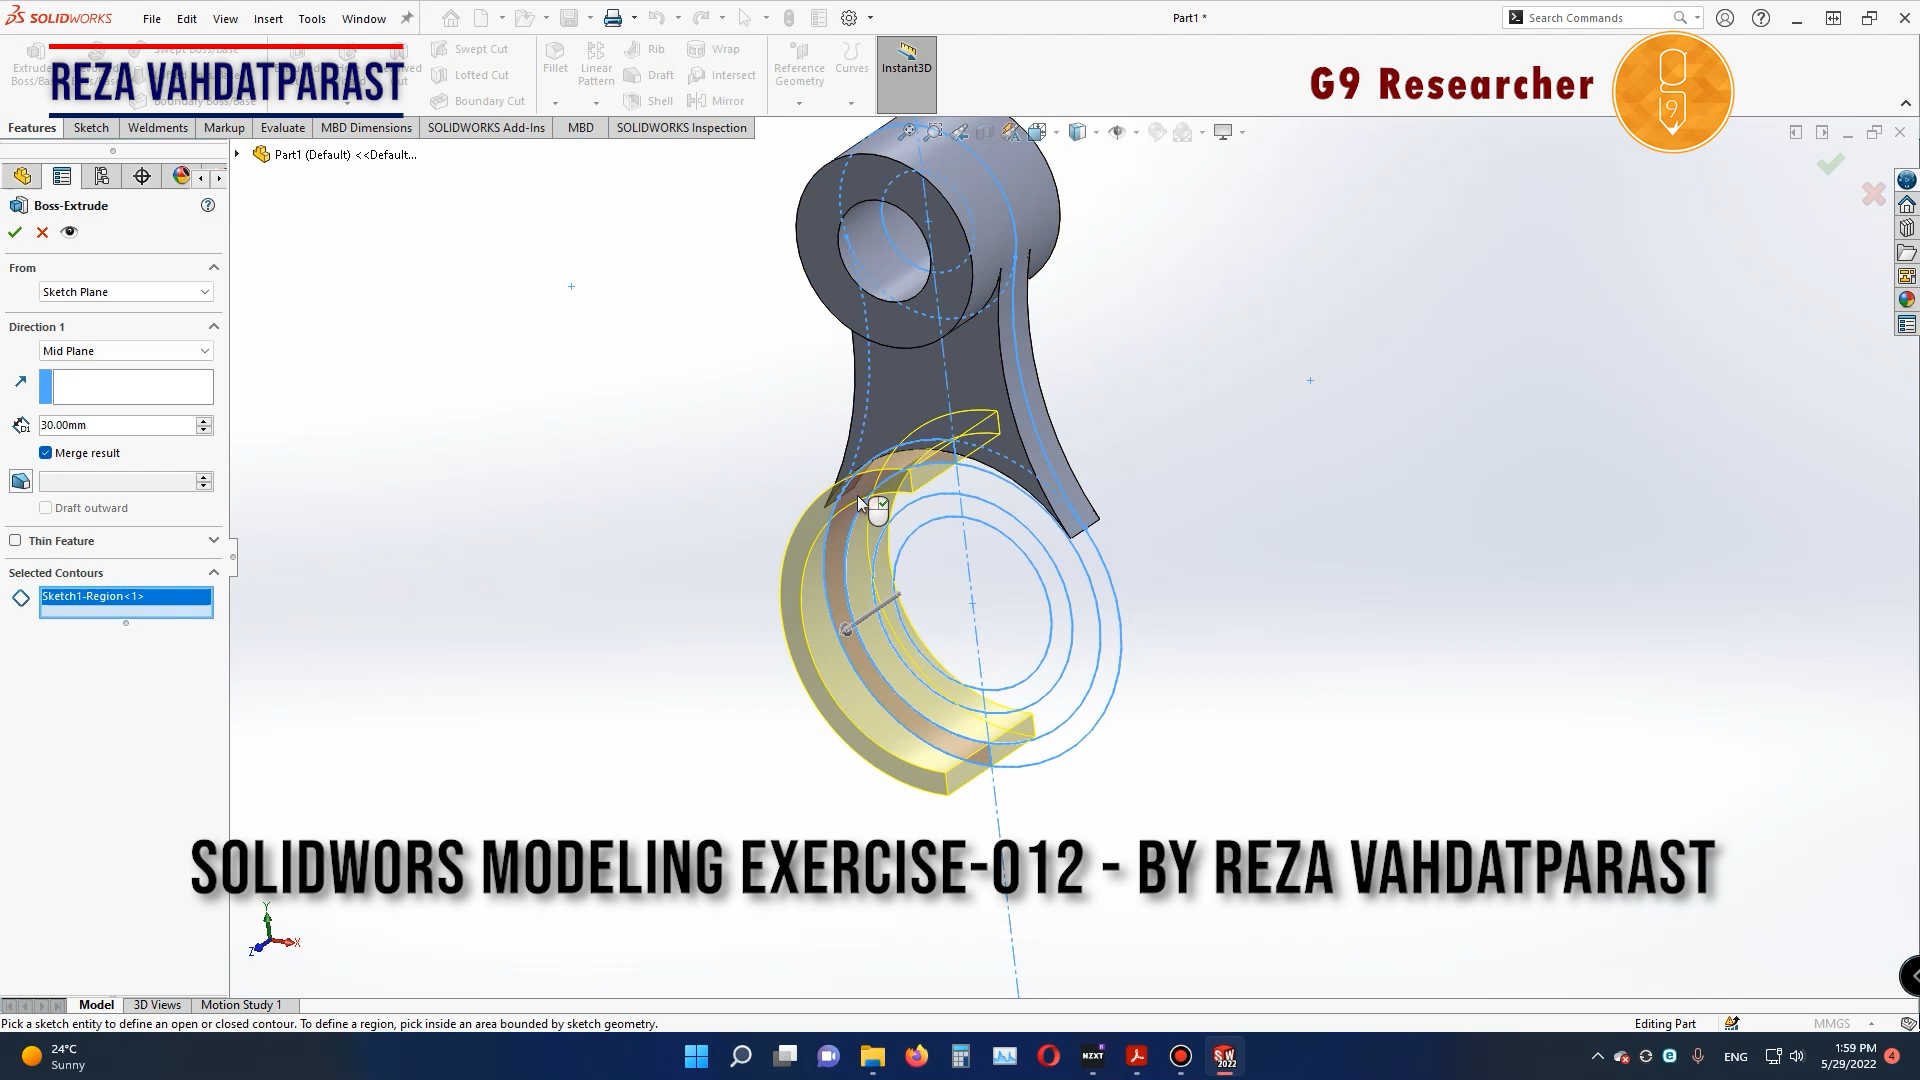 SOLIDWORKS
File Edit View Insert Tools Window
Part1 *
Search Commands
Swept Cut
Lofted Cut
Boundary Cut
Fillet
Linear Pattern
Rib
Draft
Shell
Wrap
Intersect
Mirror
Reference Geometry
Curves
Instant3D
REZA VAHDATPARAST
G9 Researcher
g9
Features Sketch Weldments Markup Evaluate MBD Dimensions SOLIDWORKS Add-Ins MBD SOLIDWORKS Inspection
Part1 (Default) <<Default...
Boss-Extrude
From
Sketch Plane
Direction 1
Mid Plane
D1
30.00mm
Merge result
Draft outward
Thin Feature
Selected Contours
Sketch1-Region<1>
SOLIDWORS MODELING EXERCISE-012 - BY REZA VAHDATPARAST
Y
X
Z
Model 3D Views Motion Study 1
Pick a sketch entity to define an open or closed contour. To define a region, pick inside an area bounded by sketch geometry.
Editing Part
MMGS
24°C
Sunny
NZXT
SW 2022
ENG
1:59 PM
5/29/2022
4